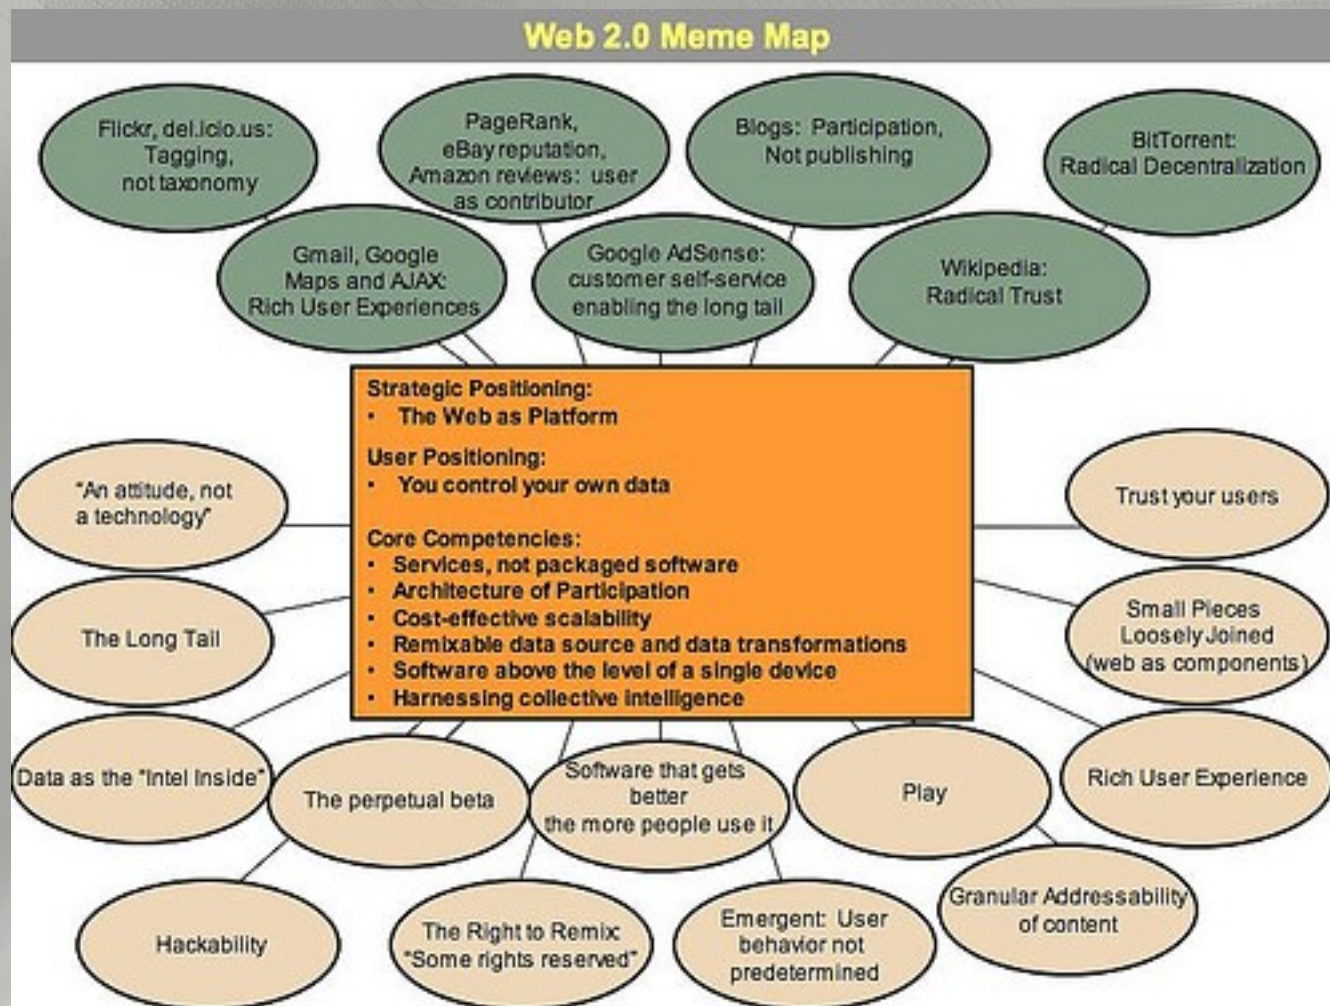 Web 2.0 Meme Map
Flickr, del.icio.us:
Tagging,
not taxonomy
PageRank,
eBay reputation,
Amazon reviews: user
as contributor
Blogs: Participation,
Not publishing
BitTorrent:
Radical Decentralization
Gmail, Google
Maps and AJAX:
Rich User Experiences
Google AdSense:
customer self-service
enabling the long tail
Wikipedia:
Radical Trust
Strategic Positioning:
• The Web as Platform
User Positioning:
• You control your own data
Core Competencies:
• Services, not packaged software
• Architecture of Participation
• Cost-effective scalability
• Remixable data source and data transformations
• Software above the level of a single device
• Harnessing collective intelligence
"An attitude, not
a technology"
Trust your users
The Long Tail
Small Pieces
Loosely Joined
(web as components)
Data as the "Intel Inside"
The perpetual beta
Software that gets
better
the more people use it
Play
Rich User Experience
Hackability
The Right to Remix:
"Some rights reserved"
Emergent: User
behavior not
predetermined
Granular Addressability
of content